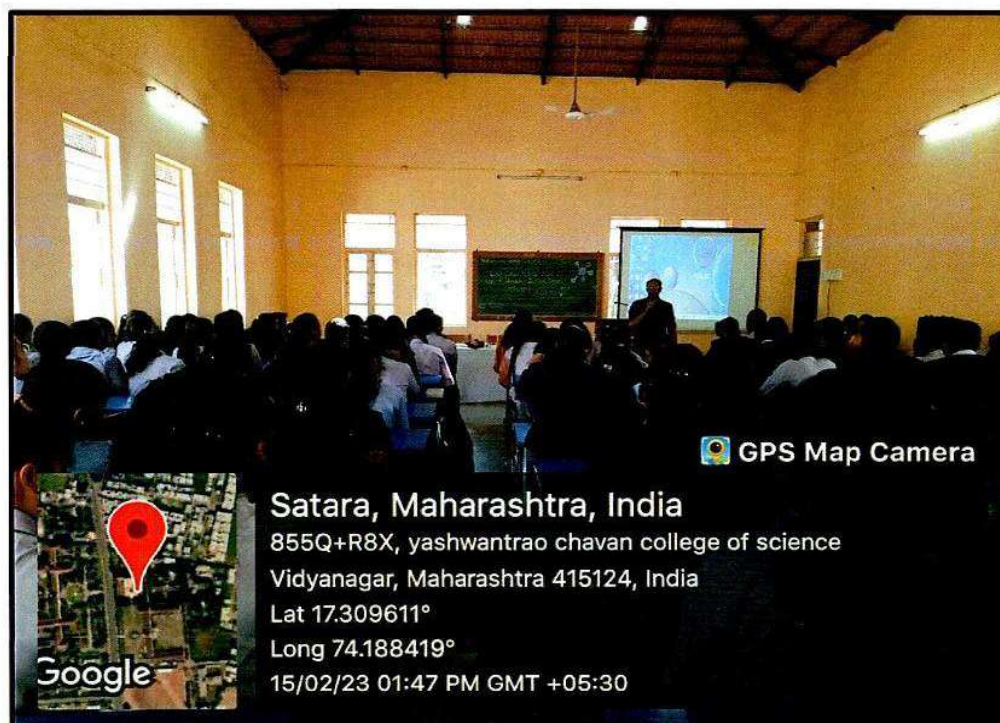 GPS Map Camera
Satara, Maharashtra, India
855Q+R8X, yashwantrao chavan college of science
Vidyanagar, Maharashtra 415124, India
Lat 17.309611°
Long 74.188419°
15/02/23 01:47 PM GMT +05:30
Google